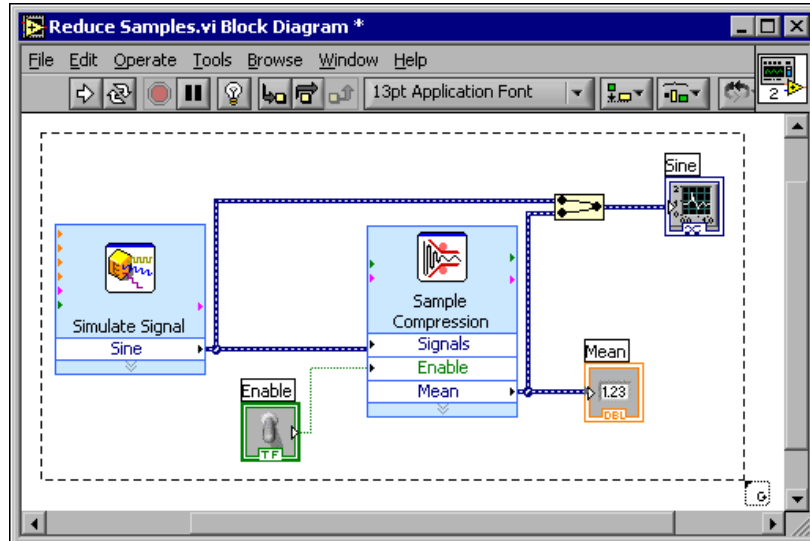 Reduce Samples.vi Block Diagram *
File Edit Operate Tools Browse Window Help
13pt Application Font
2
Sine
Simulate Signal
Sine
Sample
Compression
Signals
Enable
Mean
Mean
1.23
DBL
Enable
TF